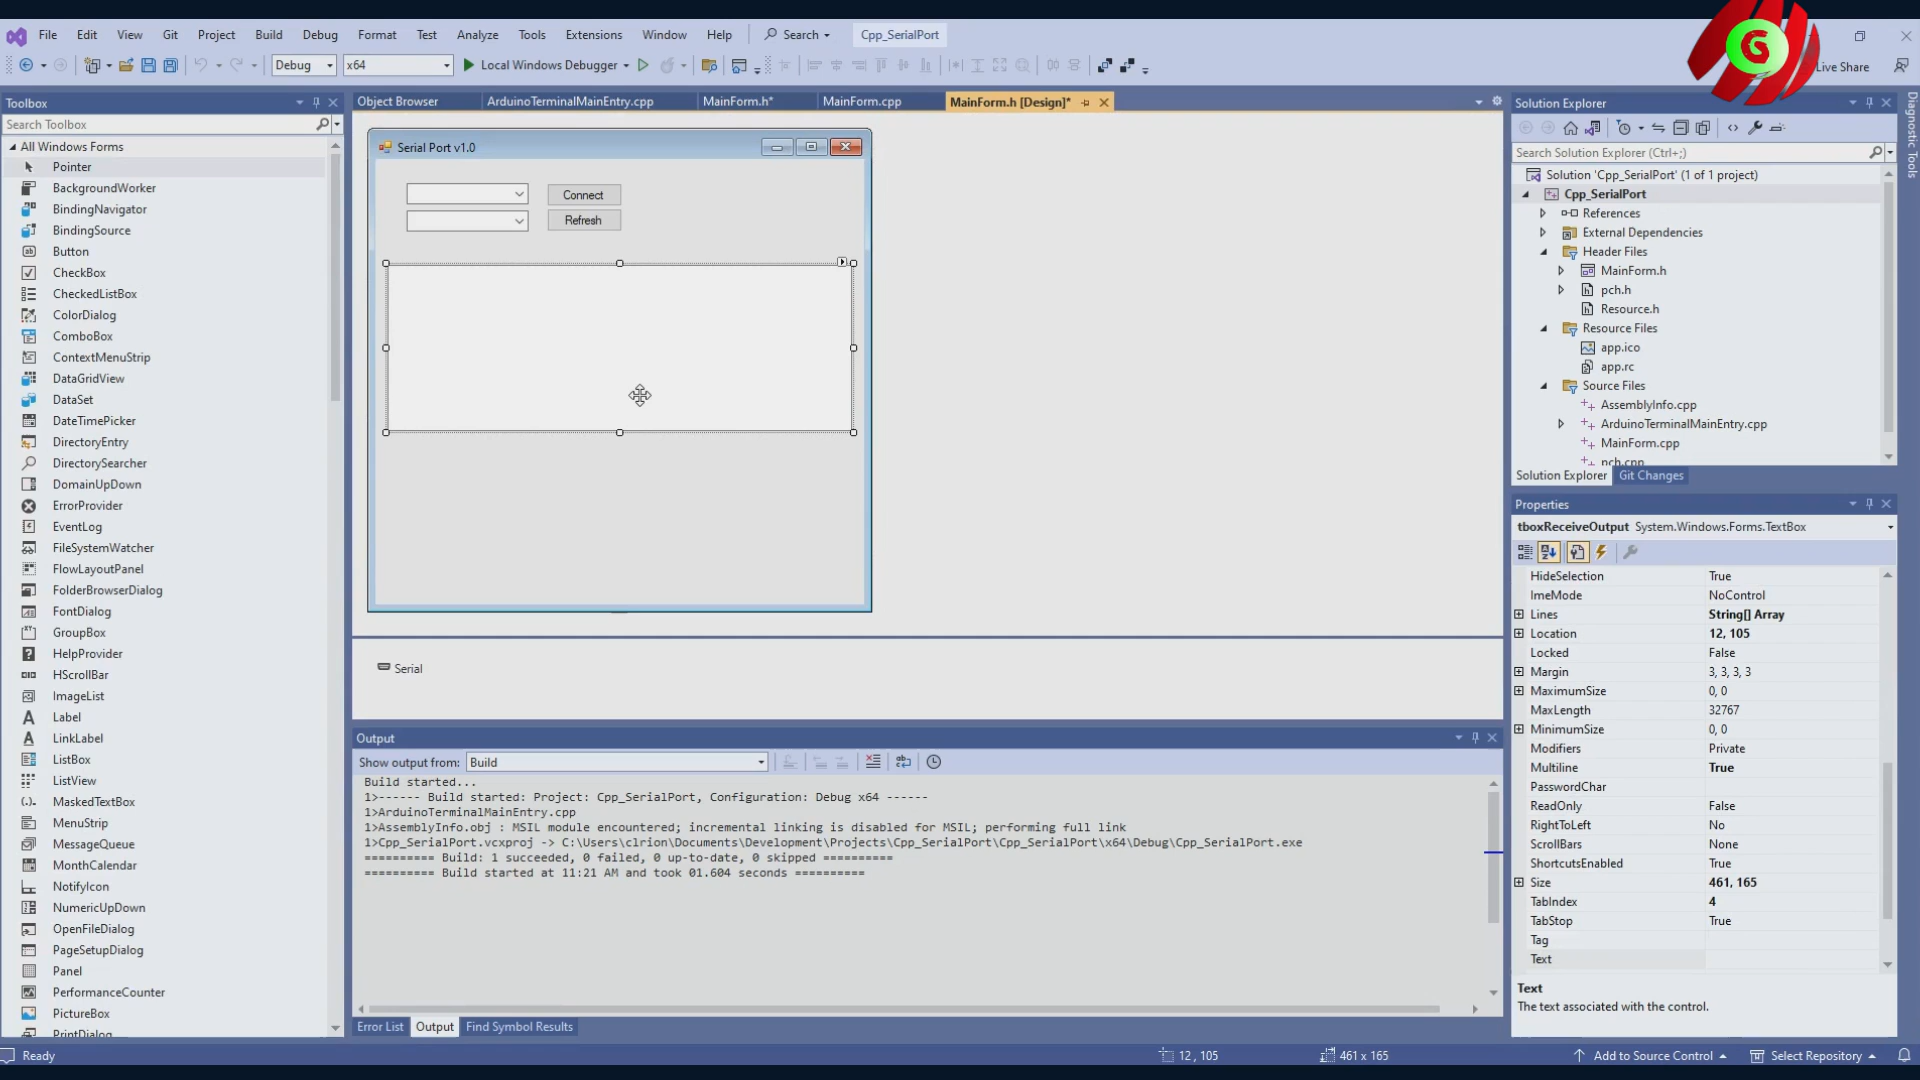 File Edit View Git Project Build Debug Format Test Analyze Tools Extensions Window Help Search Cpp_SerialPort
G
Debug x64 Local Windows Debugger Live Share
Toolbox
Search Toolbox
All Windows Forms
Pointer
BackgroundWorker
BindingNavigator
BindingSource
Button
CheckBox
CheckedListBox
ColorDialog
ComboBox
ContextMenuStrip
DataGridView
DataSet
DateTimePicker
DirectoryEntry
DirectorySearcher
DomainUpDown
ErrorProvider
EventLog
FileSystemWatcher
FlowLayoutPanel
FolderBrowserDialog
FontDialog
GroupBox
HelpProvider
HScrollBar
ImageList
Label
LinkLabel
ListBox
ListView
MaskedTextBox
MenuStrip
MessageQueue
MonthCalendar
NotifyIcon
NumericUpDown
OpenFileDialog
PageSetupDialog
Panel
PerformanceCounter
PictureBox
PrintDialog
Object Browser ArduinoTerminalMainEntry.cpp MainForm.h* MainForm.cpp MainForm.h [Design]*
Serial Port v1.0
Connect
Refresh
Serial
Output
Show output from: Build
Build started...
1>------ Build started: Project: Cpp_SerialPort, Configuration: Debug x64 ------
1>ArduinoTerminalMainEntry.cpp
1>AssemblyInfo.obj : MSIL module encountered; incremental linking is disabled for MSIL; performing full link
1>Cpp_SerialPort.vcxproj -> C:\Users\clrion\Documents\Development\Projects\Cpp_SerialPort\Cpp_SerialPort\x64\Debug\Cpp_SerialPort.exe
========== Build: 1 succeeded, 0 failed, 0 up-to-date, 0 skipped ==========
========== Build started at 11:21 AM and took 01.604 seconds ==========
Error List Output Find Symbol Results
Solution Explorer
Search Solution Explorer (Ctrl+;)
Solution 'Cpp_SerialPort' (1 of 1 project)
Cpp_SerialPort
References
External Dependencies
Header Files
MainForm.h
pch.h
Resource.h
Resource Files
app.ico
app.rc
Source Files
AssemblyInfo.cpp
ArduinoTerminalMainEntry.cpp
MainForm.cpp
pch.cpp
Solution Explorer Git Changes
Properties
tboxReceiveOutput System.Windows.Forms.TextBox
HideSelection True
ImeMode NoControl
Lines String[] Array
Location 12, 105
Locked False
Margin 3, 3, 3, 3
MaximumSize 0, 0
MaxLength 32767
MinimumSize 0, 0
Modifiers Private
Multiline True
PasswordChar
ReadOnly False
RightToLeft No
ScrollBars None
ShortcutsEnabled True
Size 461, 165
TabIndex 4
TabStop True
Tag
Text
Text
The text associated with the control.
Diagnostic Tools
Ready 12 , 105 461 x 165 Add to Source Control Select Repository